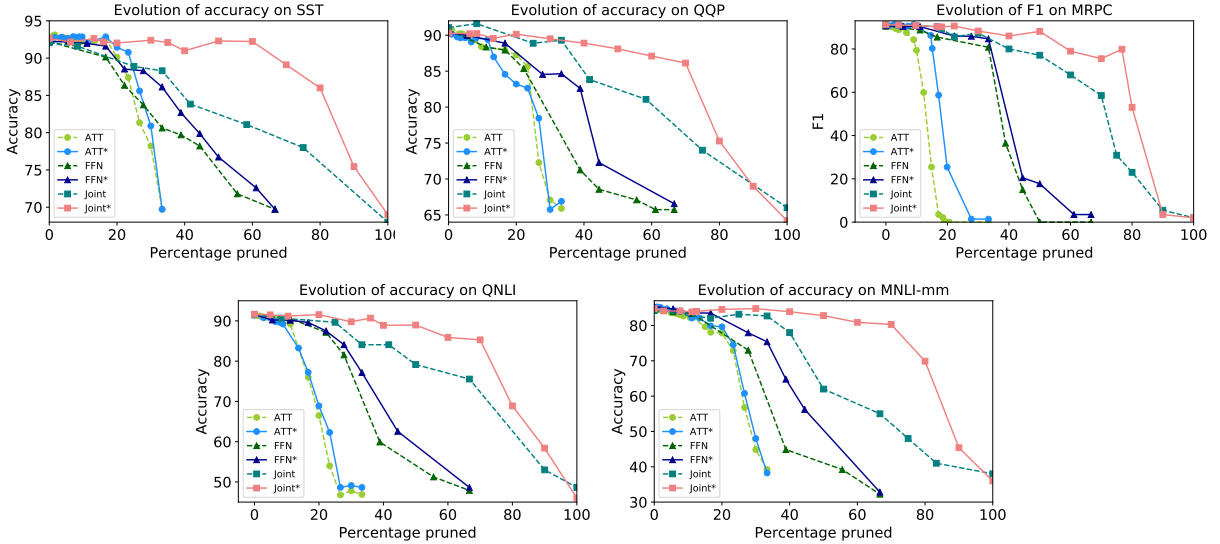 Evolution of accuracy on SST
Accuracy
95
90
85
80
75
70
ATT
ATT*
FFN
FFN*
Joint
Joint*
0
20
40
60
80
100
Percentage pruned
Evolution of accuracy on QQP
Accuracy
90
85
80
75
70
65
ATT
ATT*
FFN
FFN*
Joint
Joint*
0
20
40
60
80
100
Percentage pruned
Evolution of F1 on MRPC
F1
80
60
40
20
0
ATT
ATT*
FFN
FFN*
Joint
Joint*
0
20
40
60
80
100
Percentage pruned
Evolution of accuracy on QNLI
Accuracy
90
80
70
60
50
ATT
ATT*
FFN
FFN*
Joint
Joint*
0
20
40
60
80
100
Percentage pruned
Evolution of accuracy on MNLI-mm
Accuracy
80
70
60
50
40
30
ATT
ATT*
FFN
FFN*
Joint
Joint*
0
20
40
60
80
100
Percentage pruned